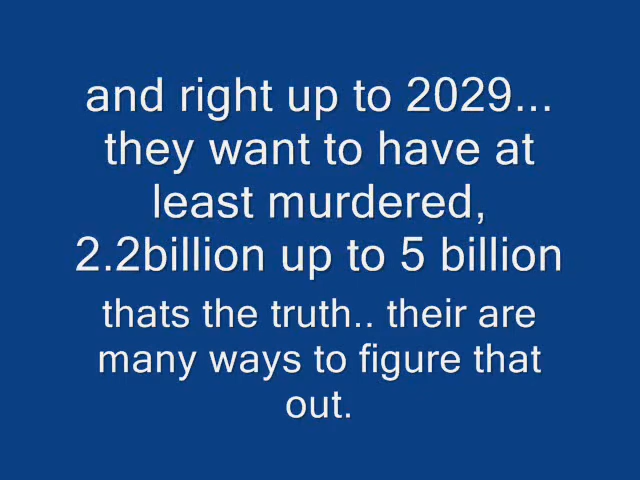 and right up to 2029...
they want to have at
least murdered,
2.2billion up to 5 billion
thats the truth.. their are
many ways to figure that
out.